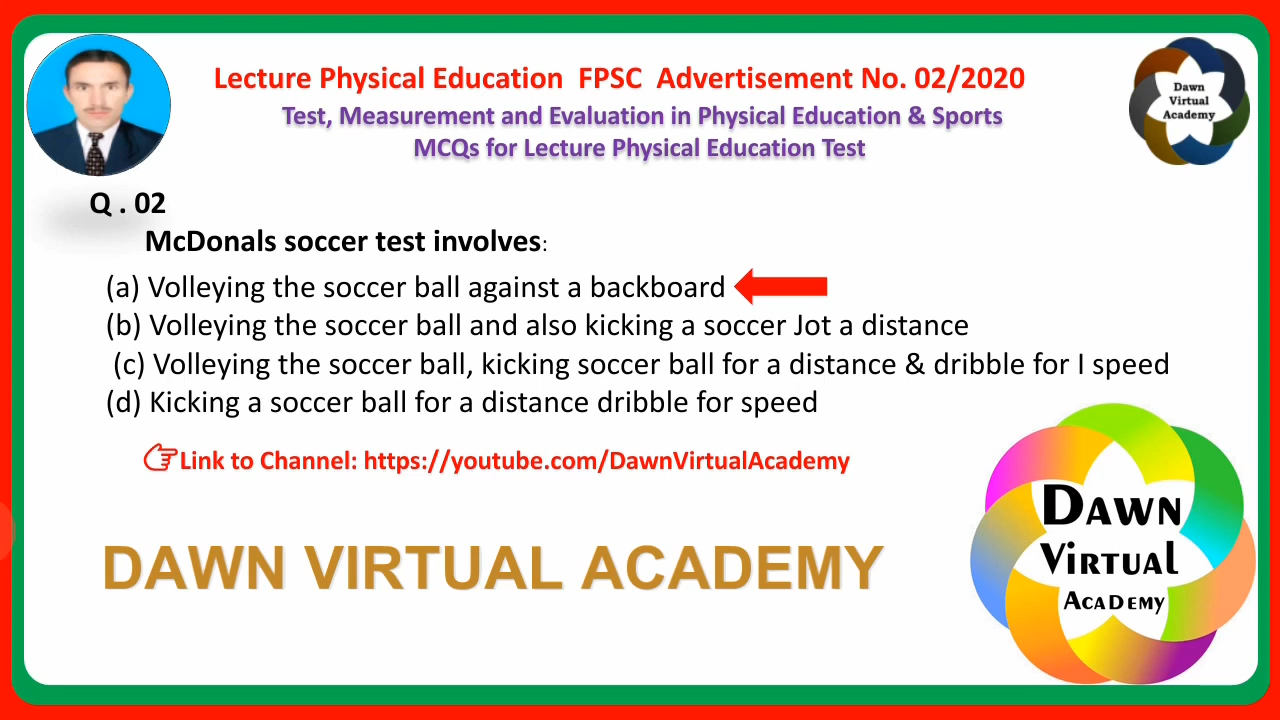 Lecture Physical Education FPSC Advertisement No. 02/2020
Test, Measurement and Evaluation in Physical Education & Sports
MCQs for Lecture Physical Education Test
Dawn
Virtual
Academy
Q . 02
McDonals soccer test involves:
(a) Volleying the soccer ball against a backboard
(b) Volleying the soccer ball and also kicking a soccer Jot a distance
(c) Volleying the soccer ball, kicking soccer ball for a distance & dribble for I speed
(d) Kicking a soccer ball for a distance dribble for speed
Link to Channel: https://youtube.com/DawnVirtualAcademy
DAWN VIRTUAL ACADEMY
DAWN
VIRTUAL
ACADEMY